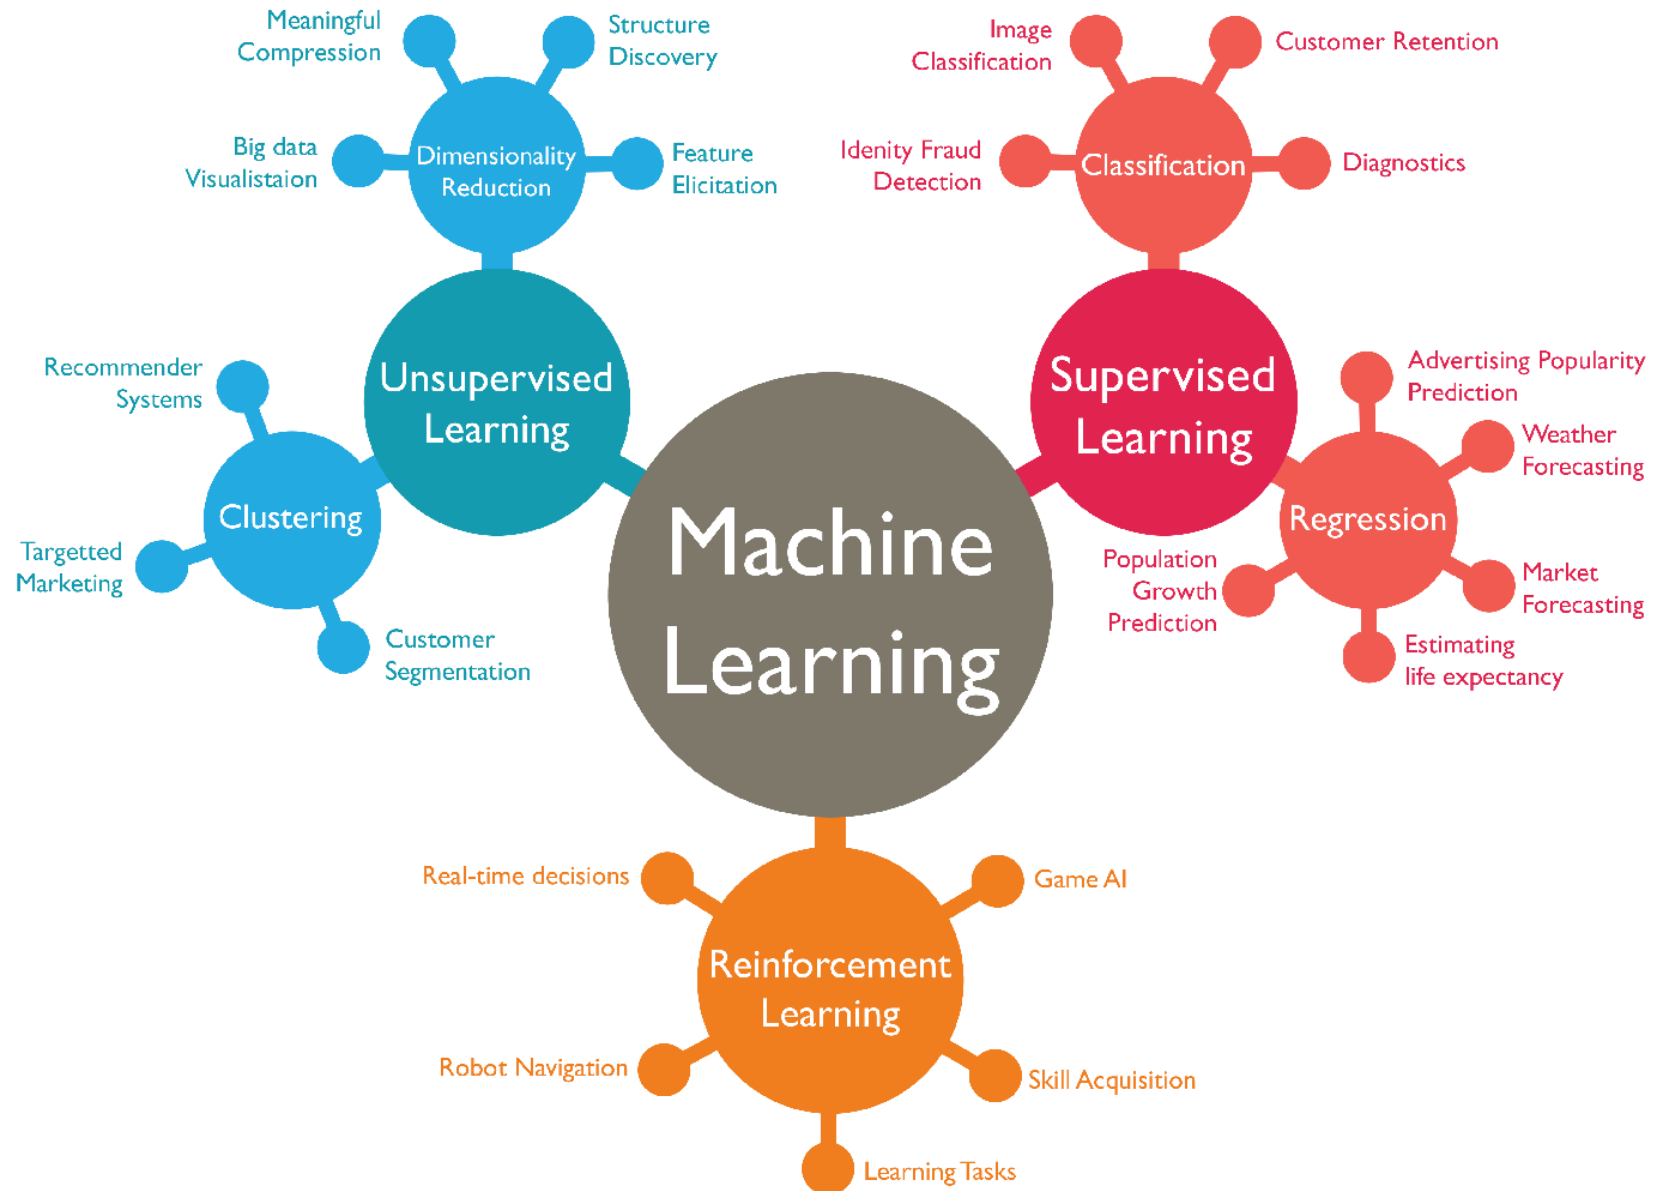 Meaningful
Compression
Structure
Discovery
Big data
Visualistaion
Dimensionality
Reduction
Feature
Elicitation
Image
Classification
Customer Retention
Idenity Fraud
Detection
Classification
Diagnostics
Recommender
Systems
Unsupervised
Learning
Clustering
Targetted
Marketing
Customer
Segmentation
Machine
Learning
Supervised
Learning
Advertising Popularity
Prediction
Weather
Forecasting
Regression
Population
Growth
Prediction
Market
Forecasting
Estimating
life expectancy
Real-time decisions
Game AI
Reinforcement
Learning
Robot Navigation
Skill Acquisition
Learning Tasks